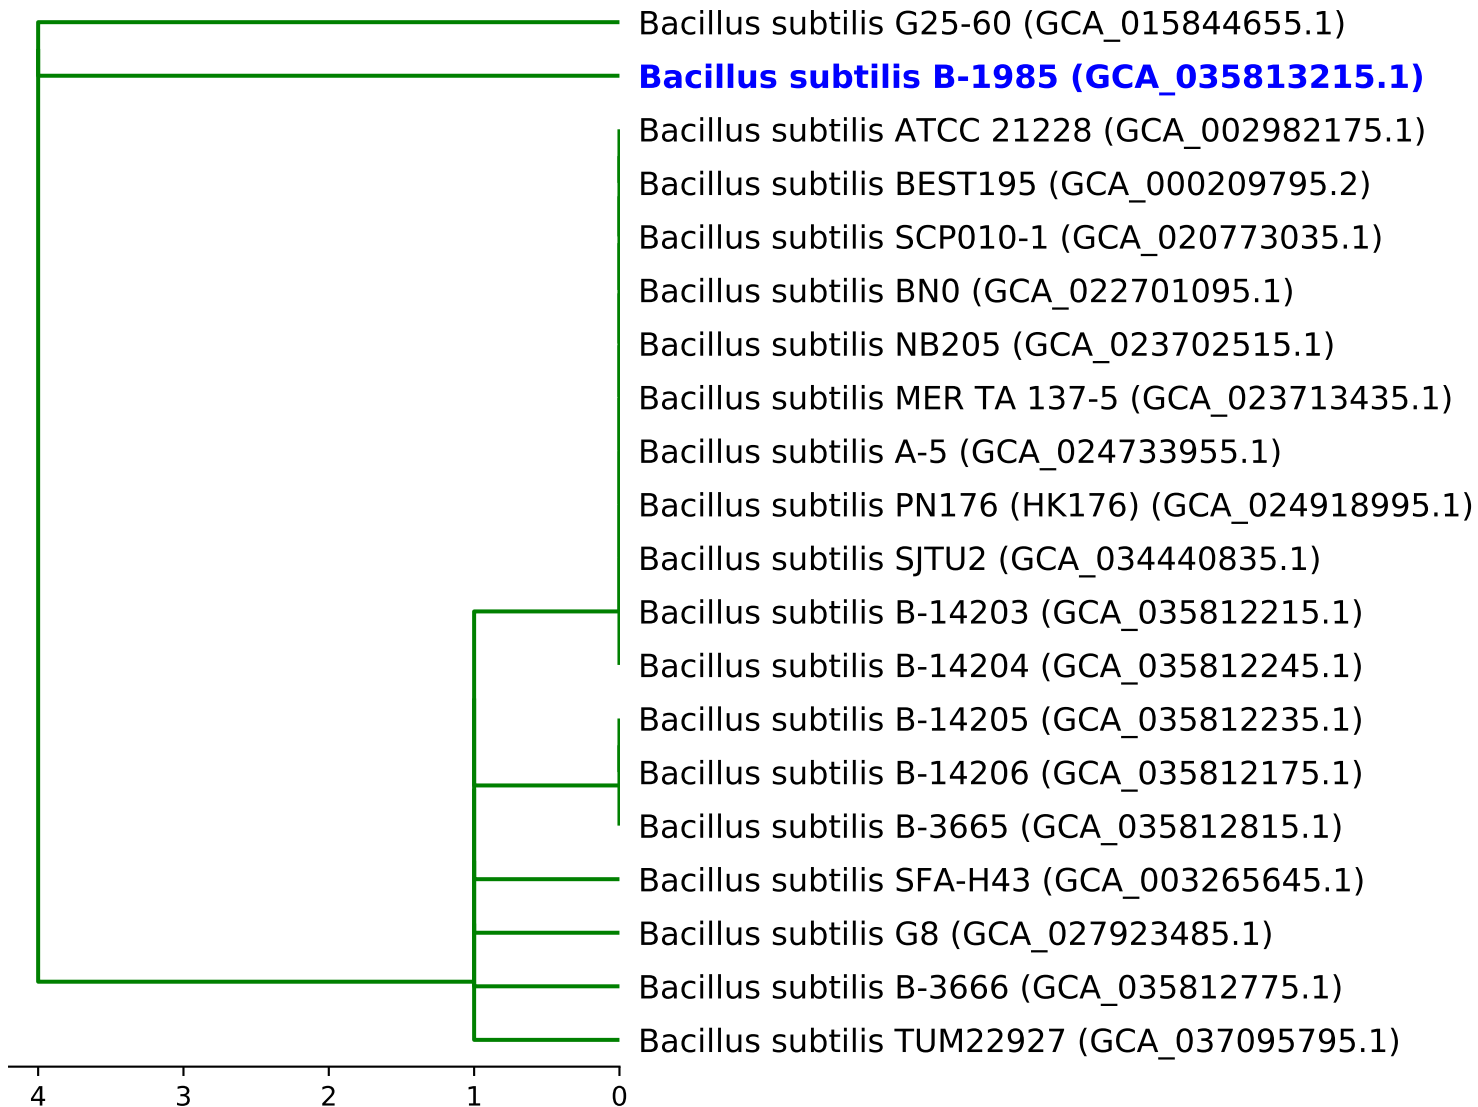 Bacillus subtilis G25-60 (GCA_015844655.1)
Bacillus subtilis B-1985 (GCA_035813215.1)
Bacillus subtilis ATCC 21228 (GCA_002982175.1)
Bacillus subtilis BEST195 (GCA_000209795.2)
Bacillus subtilis SCP010-1 (GCA_020773035.1)
Bacillus subtilis BN0 (GCA_022701095.1)
Bacillus subtilis NB205 (GCA_023702515.1)
Bacillus subtilis MER TA 137-5 (GCA_023713435.1)
Bacillus subtilis A-5 (GCA_024733955.1)
Bacillus subtilis PN176 (HK176) (GCA_024918995.1)
Bacillus subtilis SJTU2 (GCA_034440835.1)
Bacillus subtilis B-14203 (GCA_035812215.1)
Bacillus subtilis B-14204 (GCA_035812245.1)
Bacillus subtilis B-14205 (GCA_035812235.1)
Bacillus subtilis B-14206 (GCA_035812175.1)
Bacillus subtilis B-3665 (GCA_035812815.1)
Bacillus subtilis SFA-H43 (GCA_003265645.1)
Bacillus subtilis G8 (GCA_027923485.1)
Bacillus subtilis B-3666 (GCA_035812775.1)
Bacillus subtilis TUM22927 (GCA_037095795.1)
4 3 2 1 0